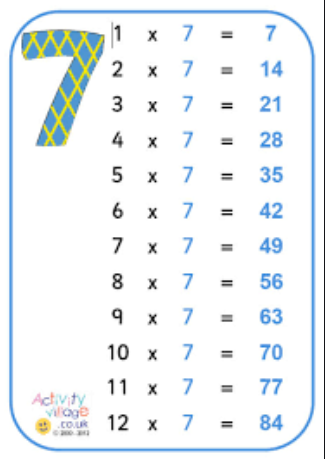 7
1 x 7 = 7
2 x 7 = 14
3 x 7 = 21
4 x 7 = 28
5 x 7 = 35
6 x 7 = 42
7 x 7 = 49
8 x 7 = 56
9 x 7 = 63
10 x 7 = 70
11 x 7 = 77
12 x 7 = 84
Activity
village
.co.uk